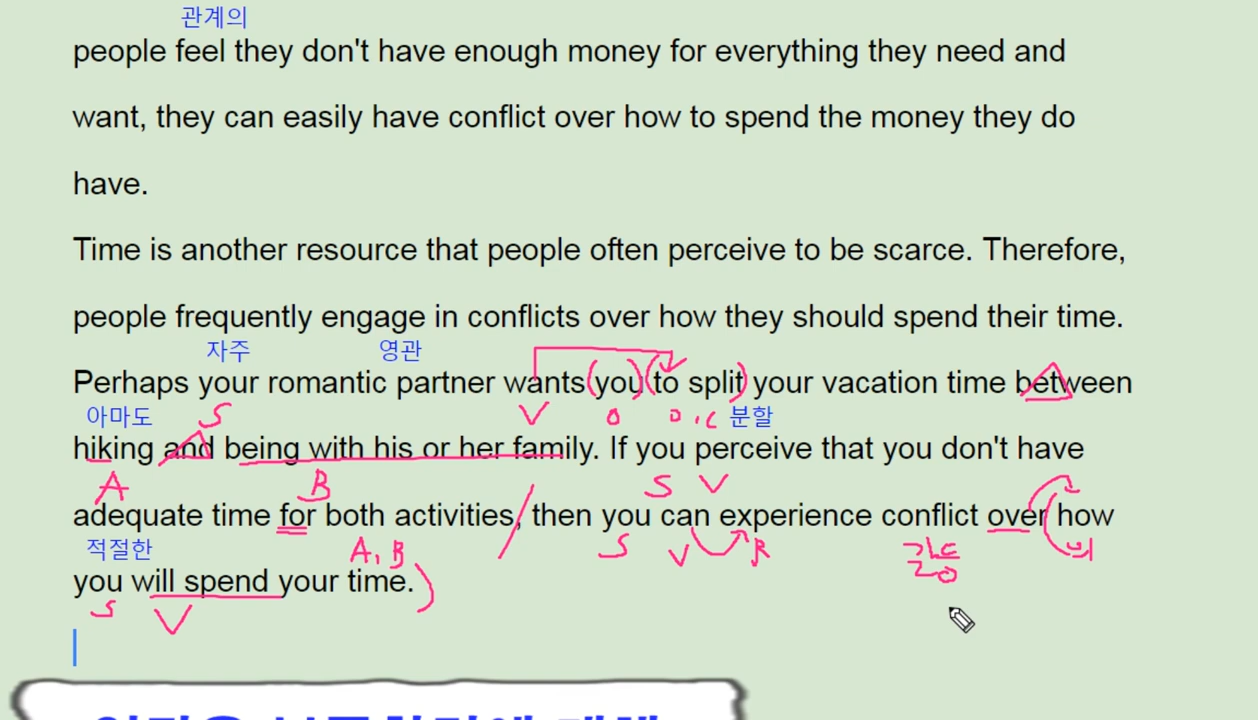 관계의
people feel they don't have enough money for everything they need and
want, they can easily have conflict over how to spend the money they do
have.
Time is another resource that people often perceive to be scarce. Therefore,
people frequently engage in conflicts over how they should spend their time.
자주 영관
Perhaps your romantic partner wants (you) (to split) your vacation time between
아마도 S V O O.C 분할
hiking and being with his or her family. If you perceive that you don't have
A B S V
adequate time for both activities, then you can experience conflict over (how
적절한 A, B S V R 갈등 의
you will spend your time.)
S V